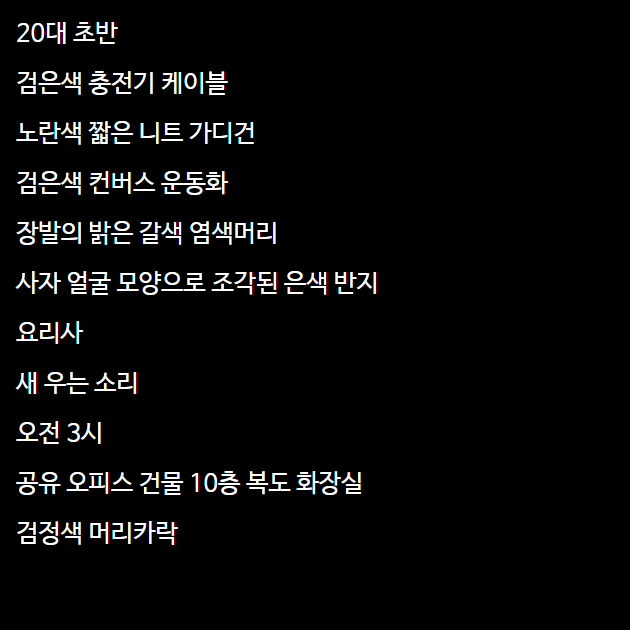 20대 초반
검은색 충전기 케이블
노란색 짧은 니트 가디건
검은색 컨버스 운동화
장발의 밝은 갈색 염색머리
사자 얼굴 모양으로 조각된 은색 반지
요리사
새 우는 소리
오전 3시
공유 오피스 건물 10층 복도 화장실
검정색 머리카락